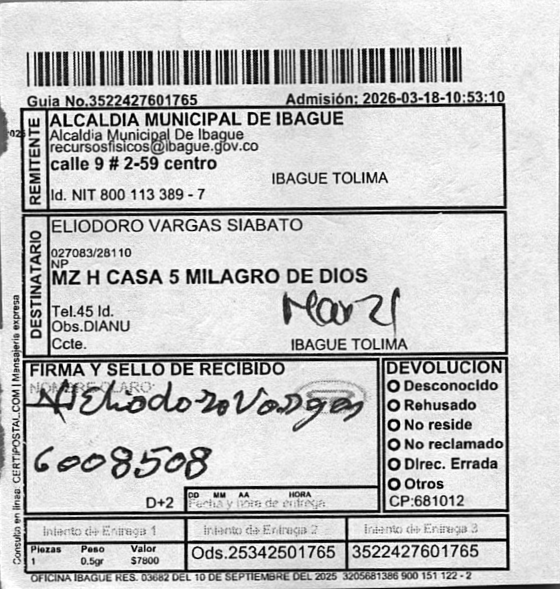 Guia No.3522427601765 Admisión: 2026-03-18-10:53:10
REMITENTE
ALCALDIA MUNICIPAL DE IBAGUE
Alcaldia Municipal De Ibague
recursosfisicos@ibague.gov.co
calle 9 # 2-59 centro
IBAGUE TOLIMA
Id. NIT 800 113 389 - 7
DESTINATARIO
ELIODORO VARGAS SIABATO
027083/28110
NP
MZ H CASA 5 MILAGRO DE DIOS
Tel.45 Id.
Obs.DIANU
Ccte.
Mar 21
IBAGUE TOLIMA
FIRMA Y SELLO DE RECIBIDO
NOMBRE CLARO:
Heliodoro Vargas
6008508
D+2
DD MM AA HORA
Fecha y hora de entrega
DEVOLUCION
Desconocido
Rehusado
No reside
No reclamado
Direc. Errada
Otros
CP:681012
Intento de Entrega 1 Intento de Entrega 2 Intento de Entrega 3
Piezas Peso Valor
1 0.5gr $7800
Ods.25342501765 3522427601765
OFICINA IBAGUE RES. 03682 DEL 10 DE SEPTIEMBRE DEL 2025 3205681386 900 151 122 - 2
Consulta en linea: CERTIPOSTAL.COM | Mensajeria expresa